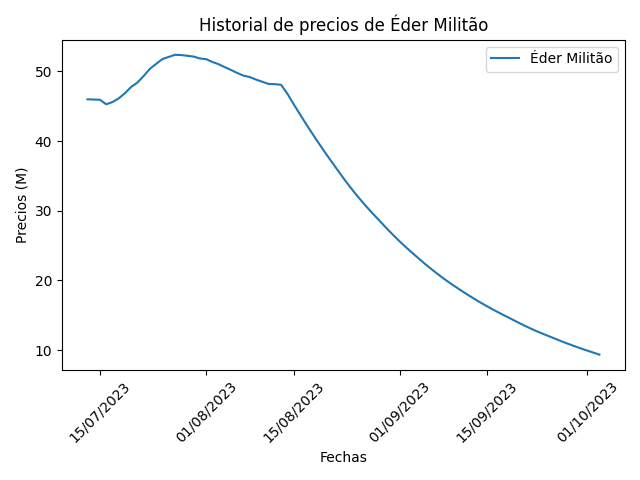 Historial de precios de Éder Militão
Éder Militão
Precios (M)
50
40
30
20
10
15/07/2023
01/08/2023
15/08/2023
01/09/2023
15/09/2023
01/10/2023
Fechas